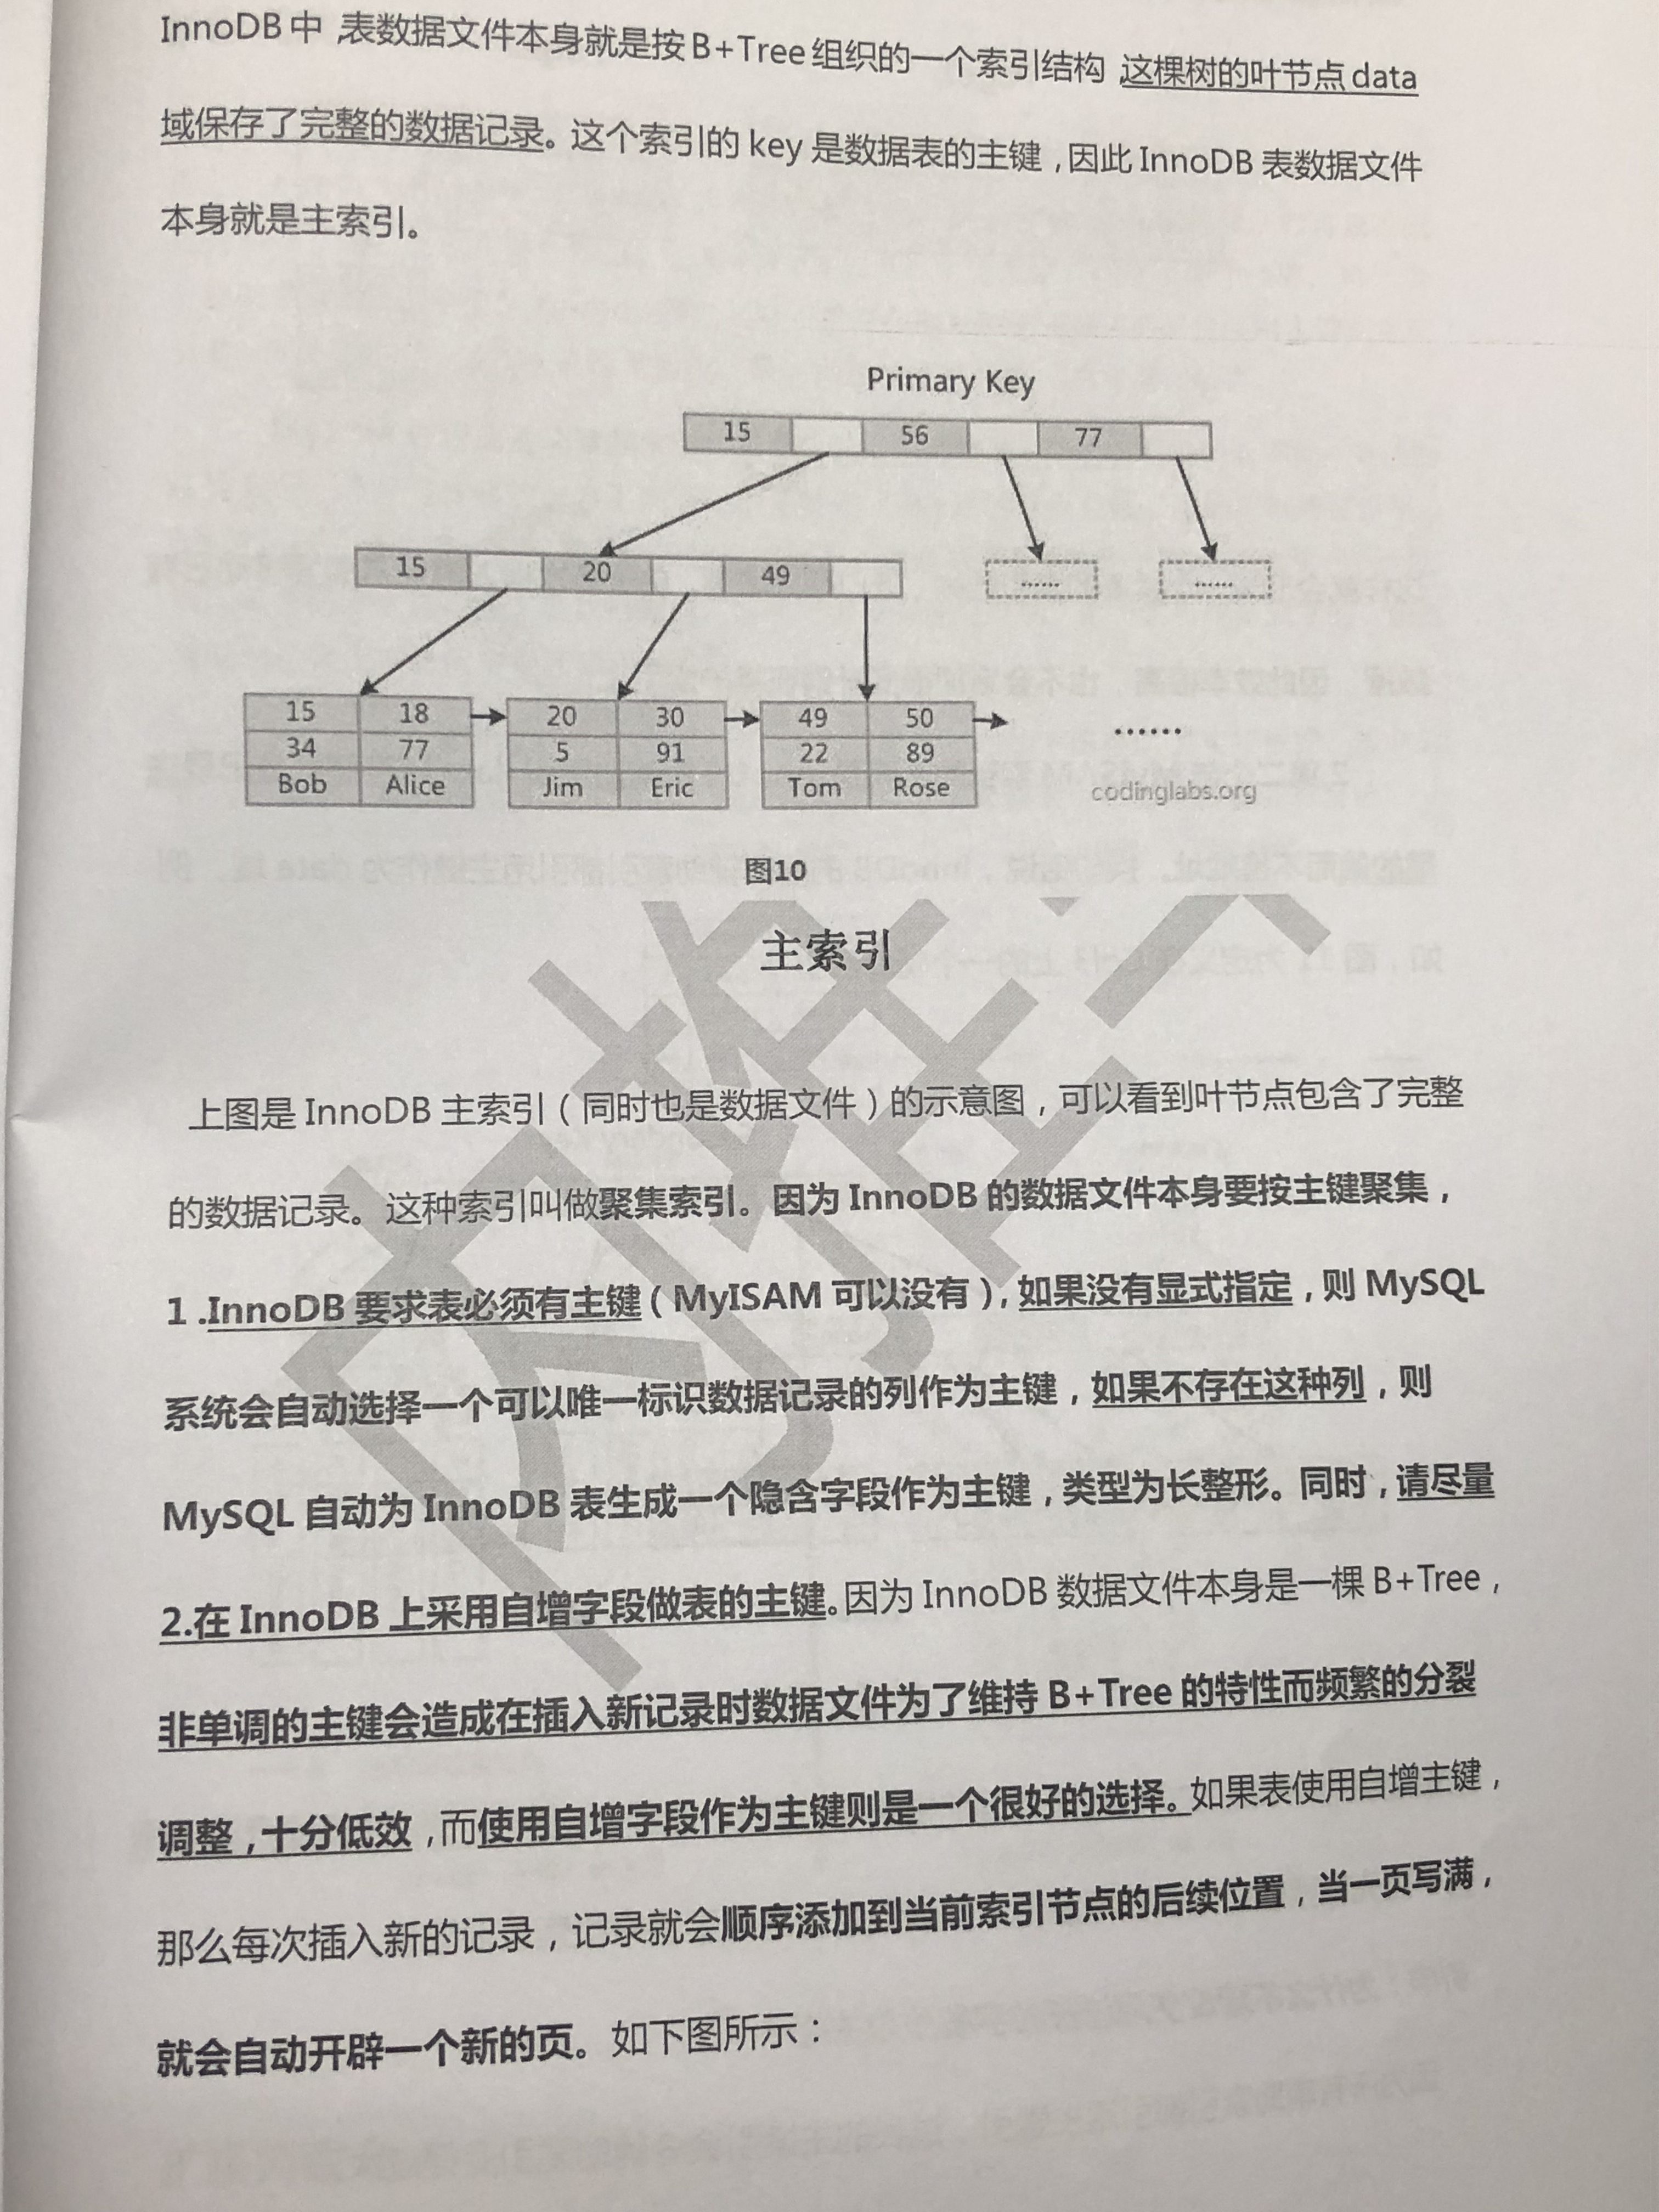 InnoDB 中,表数据文件本身就是按 B+Tree 组织的一个索引结构,这棵树的叶节点 data
域保存了完整的数据记录。这个索引的 key 是数据表的主键,因此 InnoDB 表数据文件
本身就是主索引。
Primary Key
15 56 77
15 20 49 ...... ......
15 18 20 30 49 50
34 77 5 91 22 89 ......
Bob Alice Jim Eric Tom Rose codinglabs.org
图10
主索引
上图是 InnoDB 主索引(同时也是数据文件)的示意图,可以看到叶节点包含了完整
的数据记录。这种索引叫做聚集索引。因为 InnoDB 的数据文件本身要按主键聚集,
1.InnoDB 要求表必须有主键(MyISAM 可以没有),如果没有显式指定,则 MySQL
系统会自动选择一个可以唯一标识数据记录的列作为主键,如果不存在这种列,则
MySQL 自动为 InnoDB 表生成一个隐含字段作为主键,类型为长整形。同时,请尽量
2.在 InnoDB 上采用自增字段做表的主键。因为 InnoDB 数据文件本身是一棵 B+Tree,
非单调的主键会造成在插入新记录时数据文件为了维持 B+Tree 的特性而频繁的分裂
调整,十分低效,而使用自增字段作为主键则是一个很好的选择。如果表使用自增主键,
那么每次插入新的记录,记录就会顺序添加到当前索引节点的后续位置,当一页写满,
就会自动开辟一个新的页。如下图所示:
内推